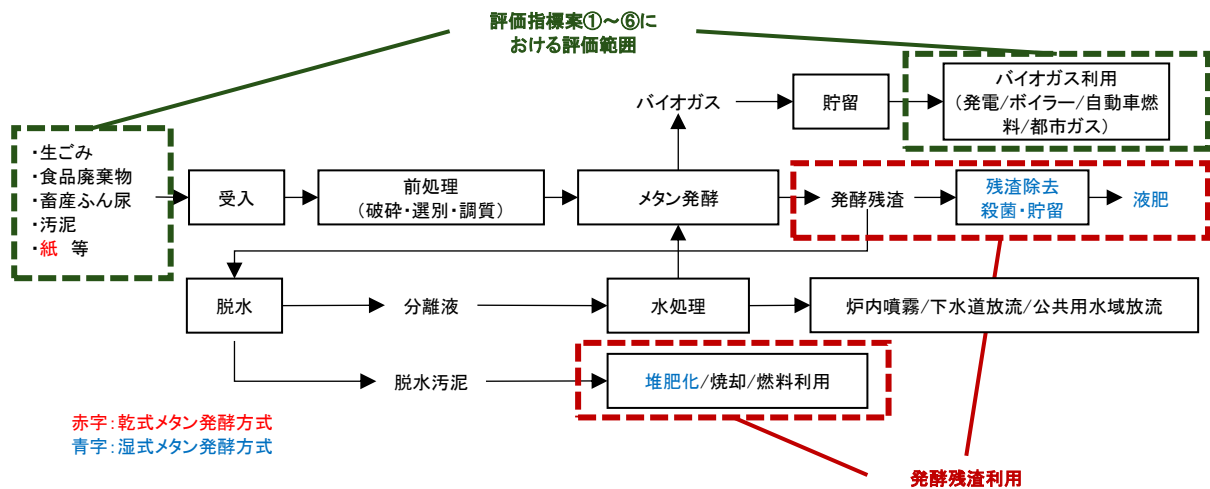 評価指標案①～⑥に
おける評価範囲
・生ごみ
・食品廃棄物
・畜産ふん尿
・汚泥
・紙 等
受入
前処理
（破砕・選別・調質）
メタン発酵
バイオガス
貯留
バイオガス利用
（発電/ボイラー/自動車燃
料/都市ガス）
発酵残渣
残渣除去
殺菌・貯留
液肥
脱水
分離液
水処理
炉内噴霧/下水道放流/公共用水域放流
脱水汚泥
堆肥化/焼却/燃料利用
赤字：乾式メタン発酵方式
青字：湿式メタン発酵方式
発酵残渣利用